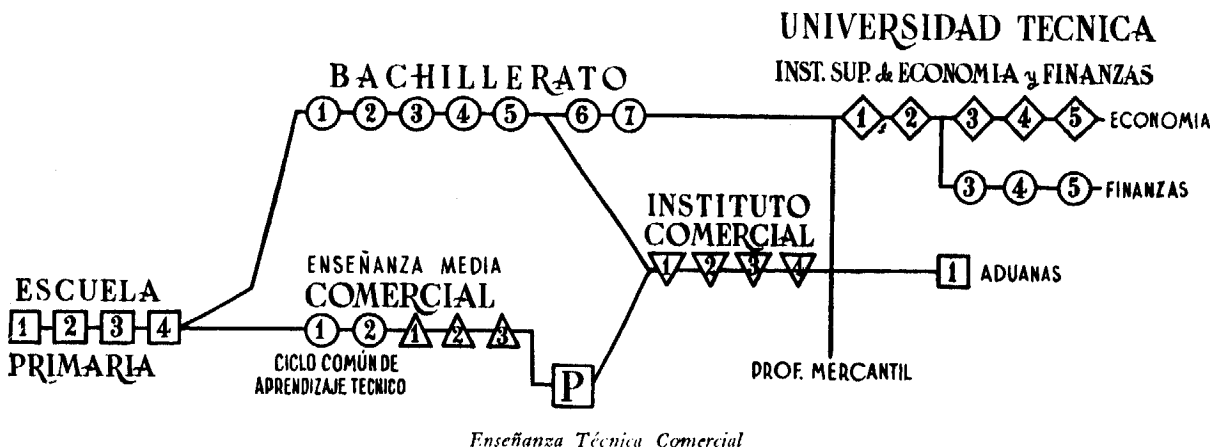 UNIVERSIDAD TECNICA
INST. SUP. de ECONOMIA y FINANZAS
BACHILLERATO
1 2 3 4 5 6 7
1 2 3 4 5 ECONOMIA
3 4 5 FINANZAS
INSTITUTO
COMERCIAL
1 2 3 4
1 ADUANAS
ENSEÑANZA MEDIA
COMERCIAL
1 2 1 2 3
CICLO COMÚN DE
APRENDIZAJE TECNICO
ESCUELA
1 2 3 4
PRIMARIA
P
PROF. MERCANTIL
Enseñanza Técnica Comercial